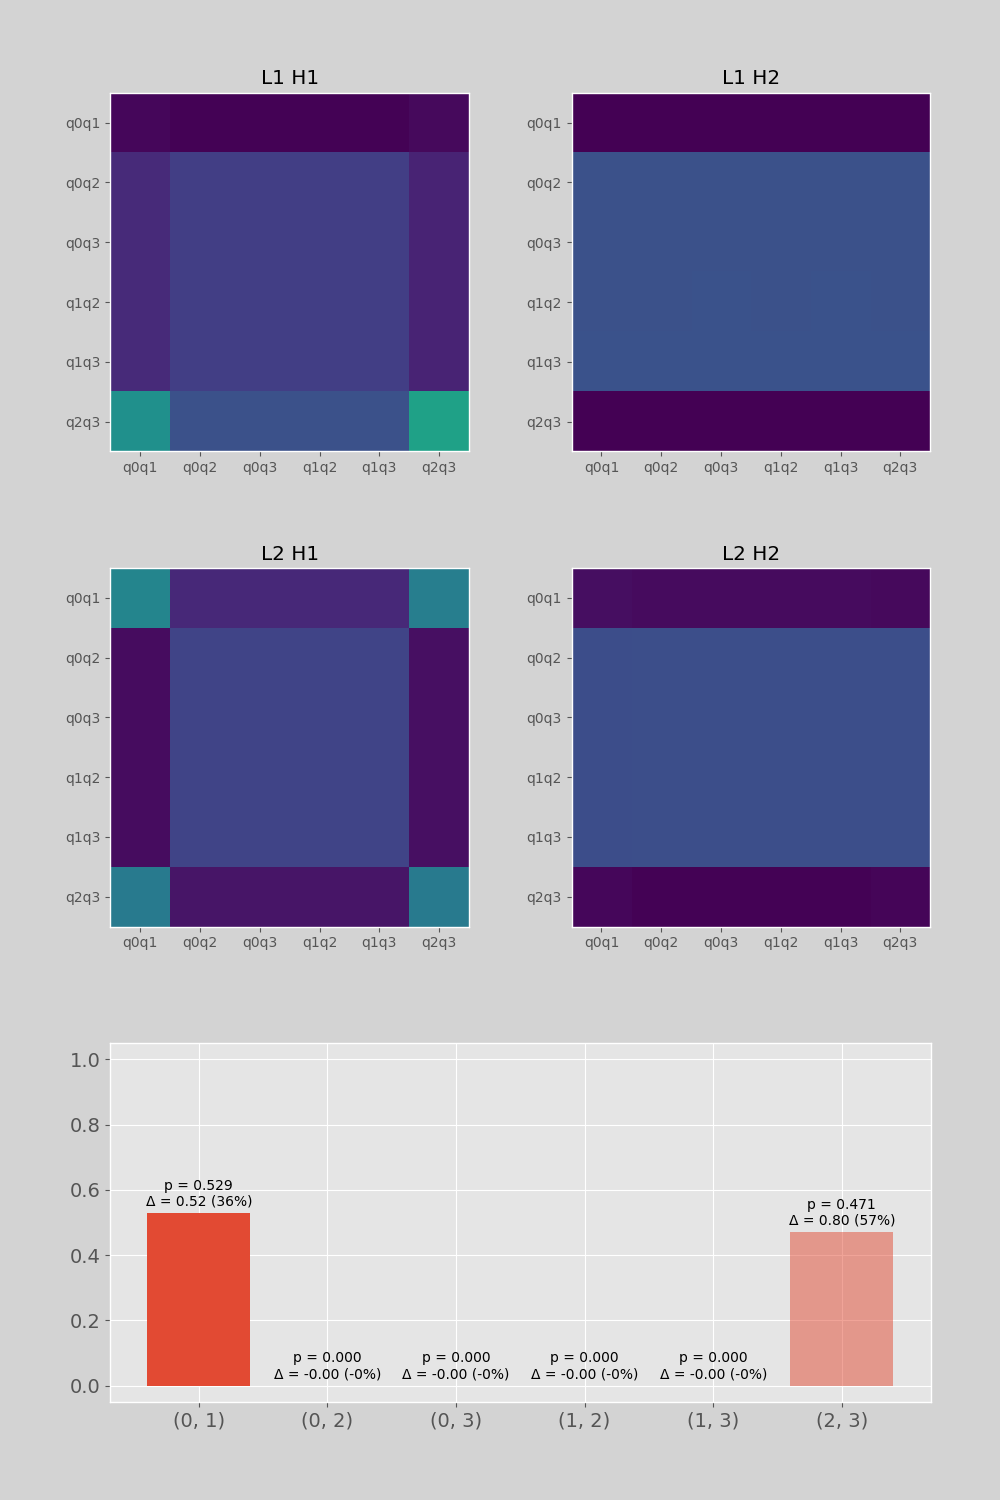 L1 H1
L1 H2
q0q1
q0q2
q0q3
q1q2
q1q3
q2q3
q0q1 q0q2 q0q3 q1q2 q1q3 q2q3
q0q1
q0q2
q0q3
q1q2
q1q3
q2q3
q0q1 q0q2 q0q3 q1q2 q1q3 q2q3
L2 H1
L2 H2
q0q1
q0q2
q0q3
q1q2
q1q3
q2q3
q0q1 q0q2 q0q3 q1q2 q1q3 q2q3
q0q1
q0q2
q0q3
q1q2
q1q3
q2q3
q0q1 q0q2 q0q3 q1q2 q1q3 q2q3
1.0
0.8
0.6
0.4
0.2
0.0
p = 0.529
Δ = 0.52 (36%)
p = 0.000
Δ = -0.00 (-0%)
p = 0.000
Δ = -0.00 (-0%)
p = 0.000
Δ = -0.00 (-0%)
p = 0.000
Δ = -0.00 (-0%)
p = 0.471
Δ = 0.80 (57%)
(0, 1) (0, 2) (0, 3) (1, 2) (1, 3) (2, 3)